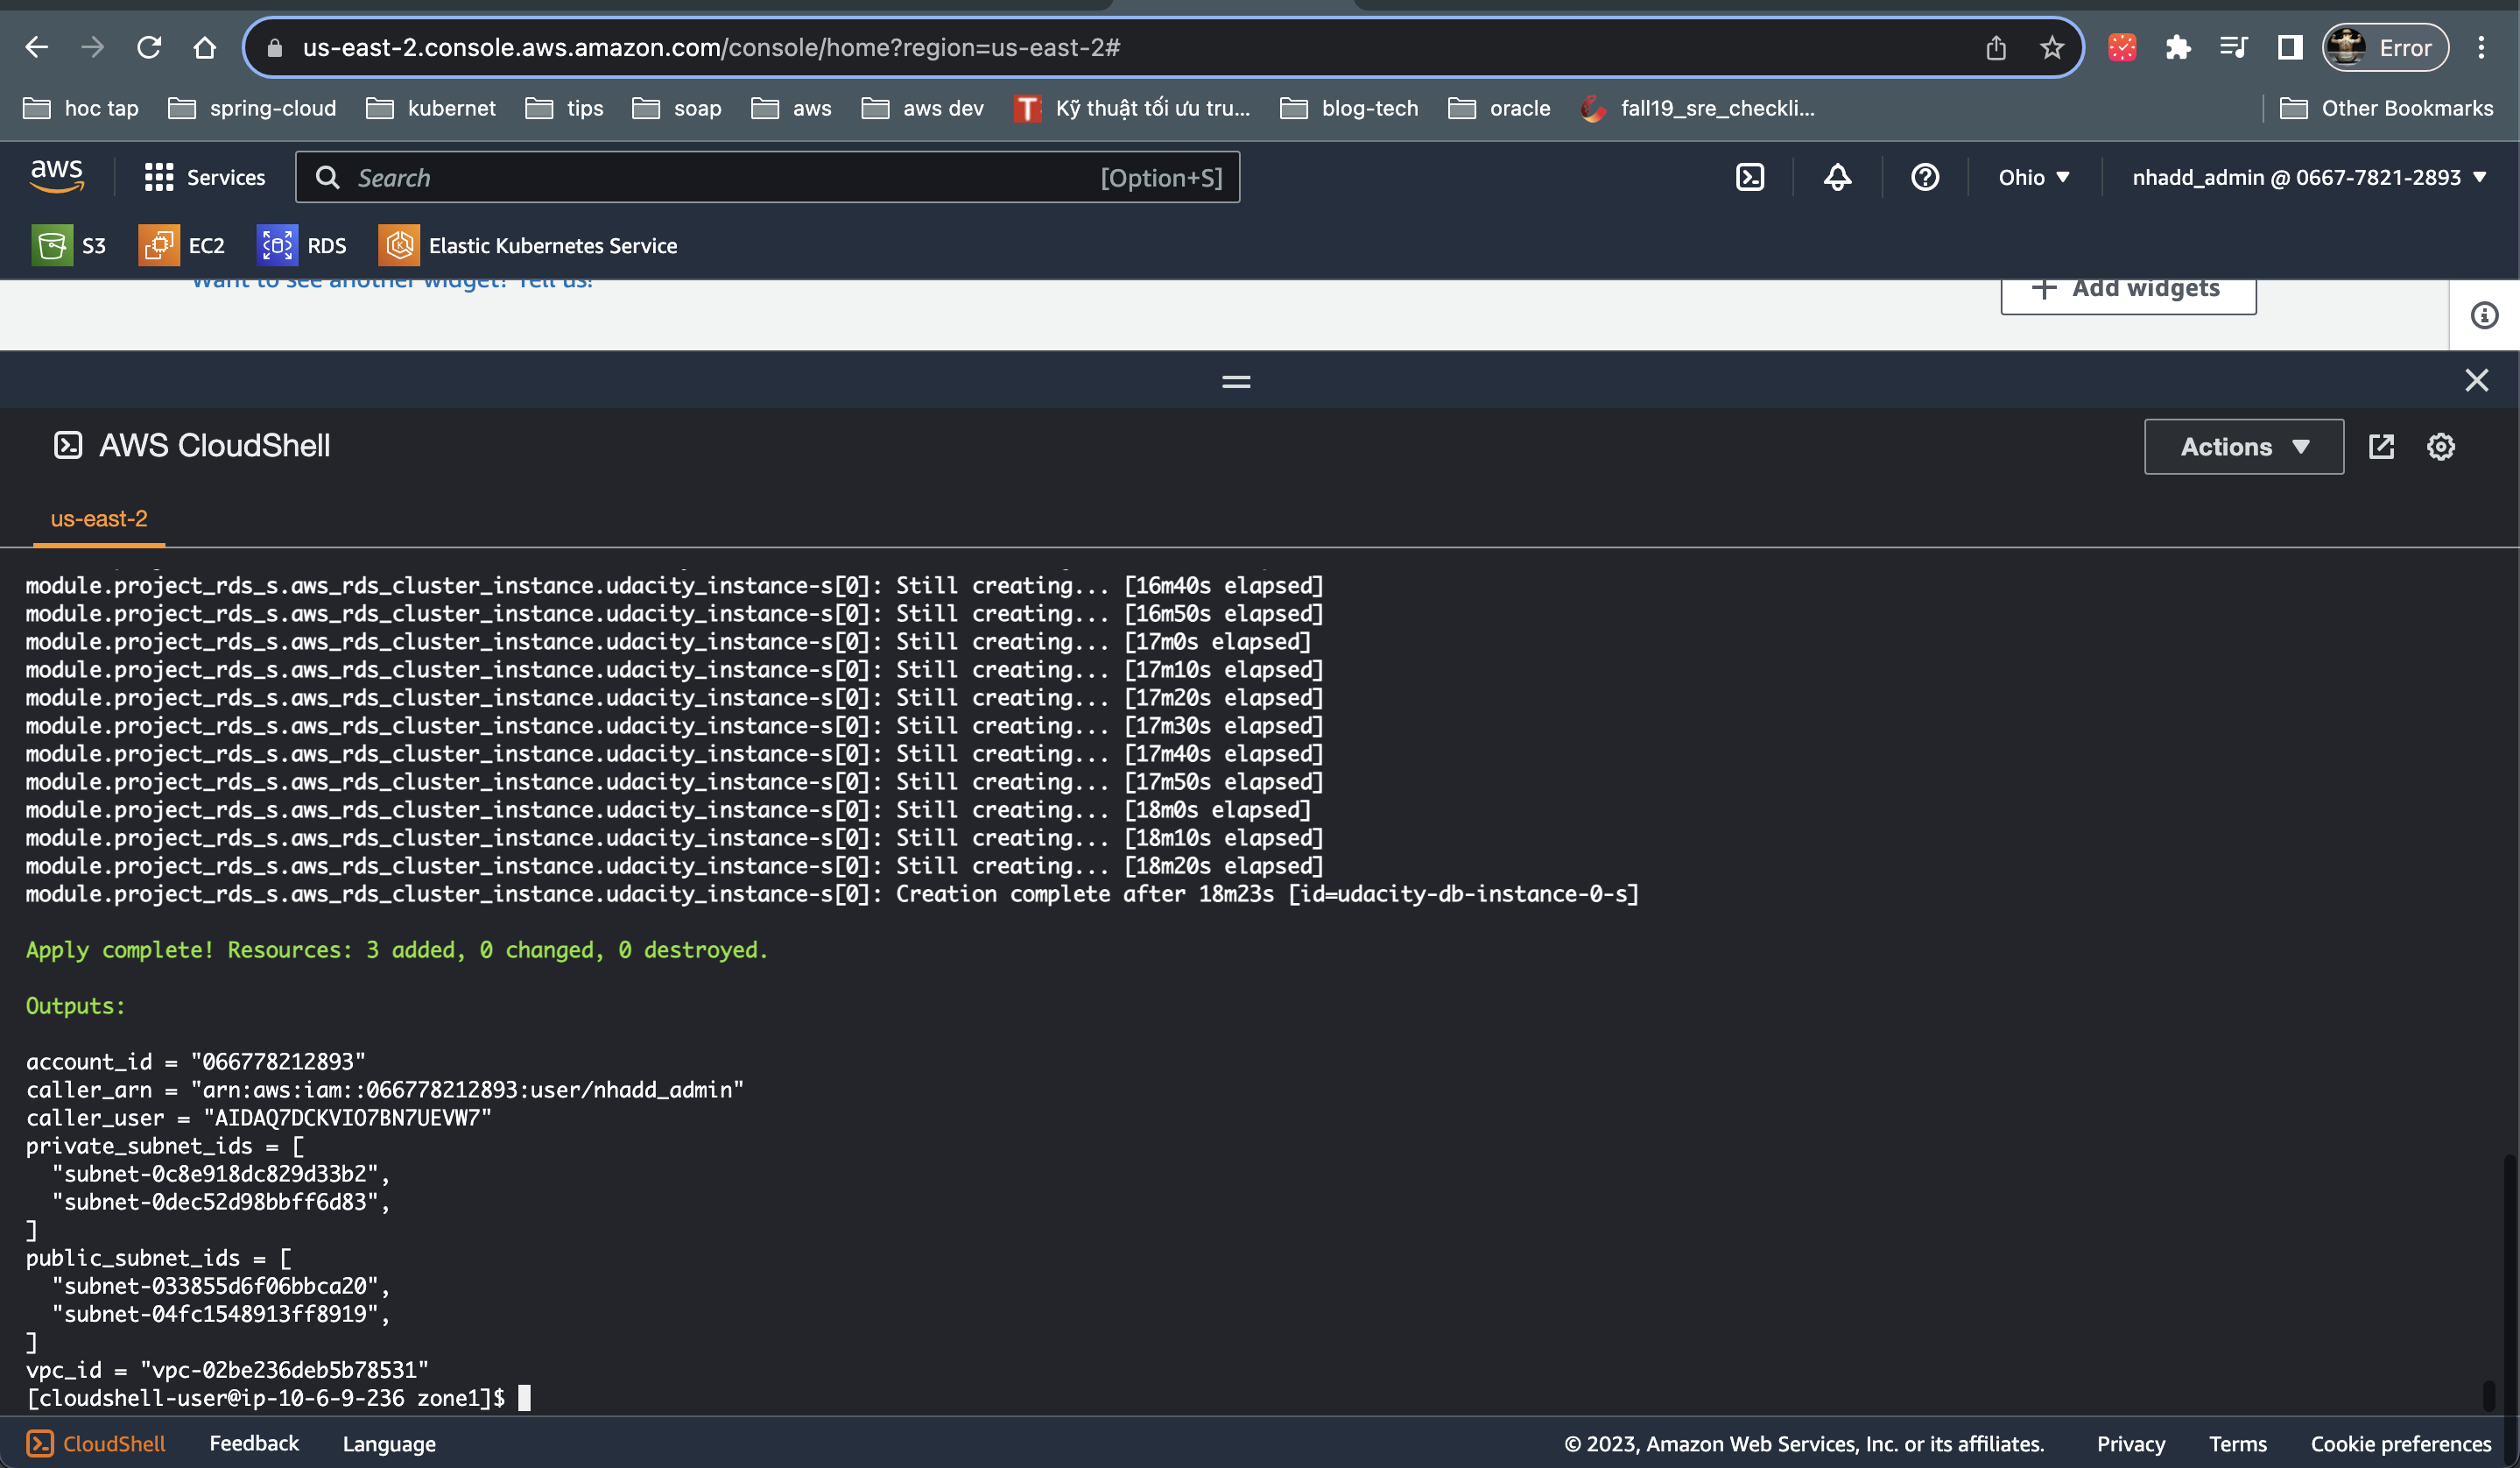 us-east-2.console.aws.amazon.com/console/home?region=us-east-2#
Error
hoc tap
spring-cloud
kubernet
tips
soap
aws
aws dev
T
Kỹ thuật tối ưu tru...
blog-tech
oracle
fall19_sre_checkli...
Other Bookmarks
aws
Services
Search
[Option+S]
Ohio
nhadd_admin @ 0667-7821-2893
S3
EC2
RDS
Elastic Kubernetes Service
Want to see another widget? Tell us!
Add widgets
AWS CloudShell
Actions
us-east-2
module.project_rds_s.aws_rds_cluster_instance.udacity_instance-s[0]: Still creating... [16m40s elapsed]
module.project_rds_s.aws_rds_cluster_instance.udacity_instance-s[0]: Still creating... [16m50s elapsed]
module.project_rds_s.aws_rds_cluster_instance.udacity_instance-s[0]: Still creating... [17m0s elapsed]
module.project_rds_s.aws_rds_cluster_instance.udacity_instance-s[0]: Still creating... [17m10s elapsed]
module.project_rds_s.aws_rds_cluster_instance.udacity_instance-s[0]: Still creating... [17m20s elapsed]
module.project_rds_s.aws_rds_cluster_instance.udacity_instance-s[0]: Still creating... [17m30s elapsed]
module.project_rds_s.aws_rds_cluster_instance.udacity_instance-s[0]: Still creating... [17m40s elapsed]
module.project_rds_s.aws_rds_cluster_instance.udacity_instance-s[0]: Still creating... [17m50s elapsed]
module.project_rds_s.aws_rds_cluster_instance.udacity_instance-s[0]: Still creating... [18m0s elapsed]
module.project_rds_s.aws_rds_cluster_instance.udacity_instance-s[0]: Still creating... [18m10s elapsed]
module.project_rds_s.aws_rds_cluster_instance.udacity_instance-s[0]: Still creating... [18m20s elapsed]
module.project_rds_s.aws_rds_cluster_instance.udacity_instance-s[0]: Creation complete after 18m23s [id=udacity-db-instance-0-s]
Apply complete! Resources: 3 added, 0 changed, 0 destroyed.
Outputs:
account_id = "066778212893"
caller_arn = "arn:aws:iam::066778212893:user/nhadd_admin"
caller_user = "AIDAQ7DCKVIO7BN7UEVW7"
private_subnet_ids = [
"subnet-0c8e918dc829d33b2",
"subnet-0dec52d98bbff6d83",
]
public_subnet_ids = [
"subnet-033855d6f06bbca20",
"subnet-04fc1548913ff8919",
]
vpc_id = "vpc-02be236deb5b78531"
[cloudshell-user@ip-10-6-9-236 zone1]$
CloudShell
Feedback
Language
© 2023, Amazon Web Services, Inc. or its affiliates.
Privacy
Terms
Cookie preferences